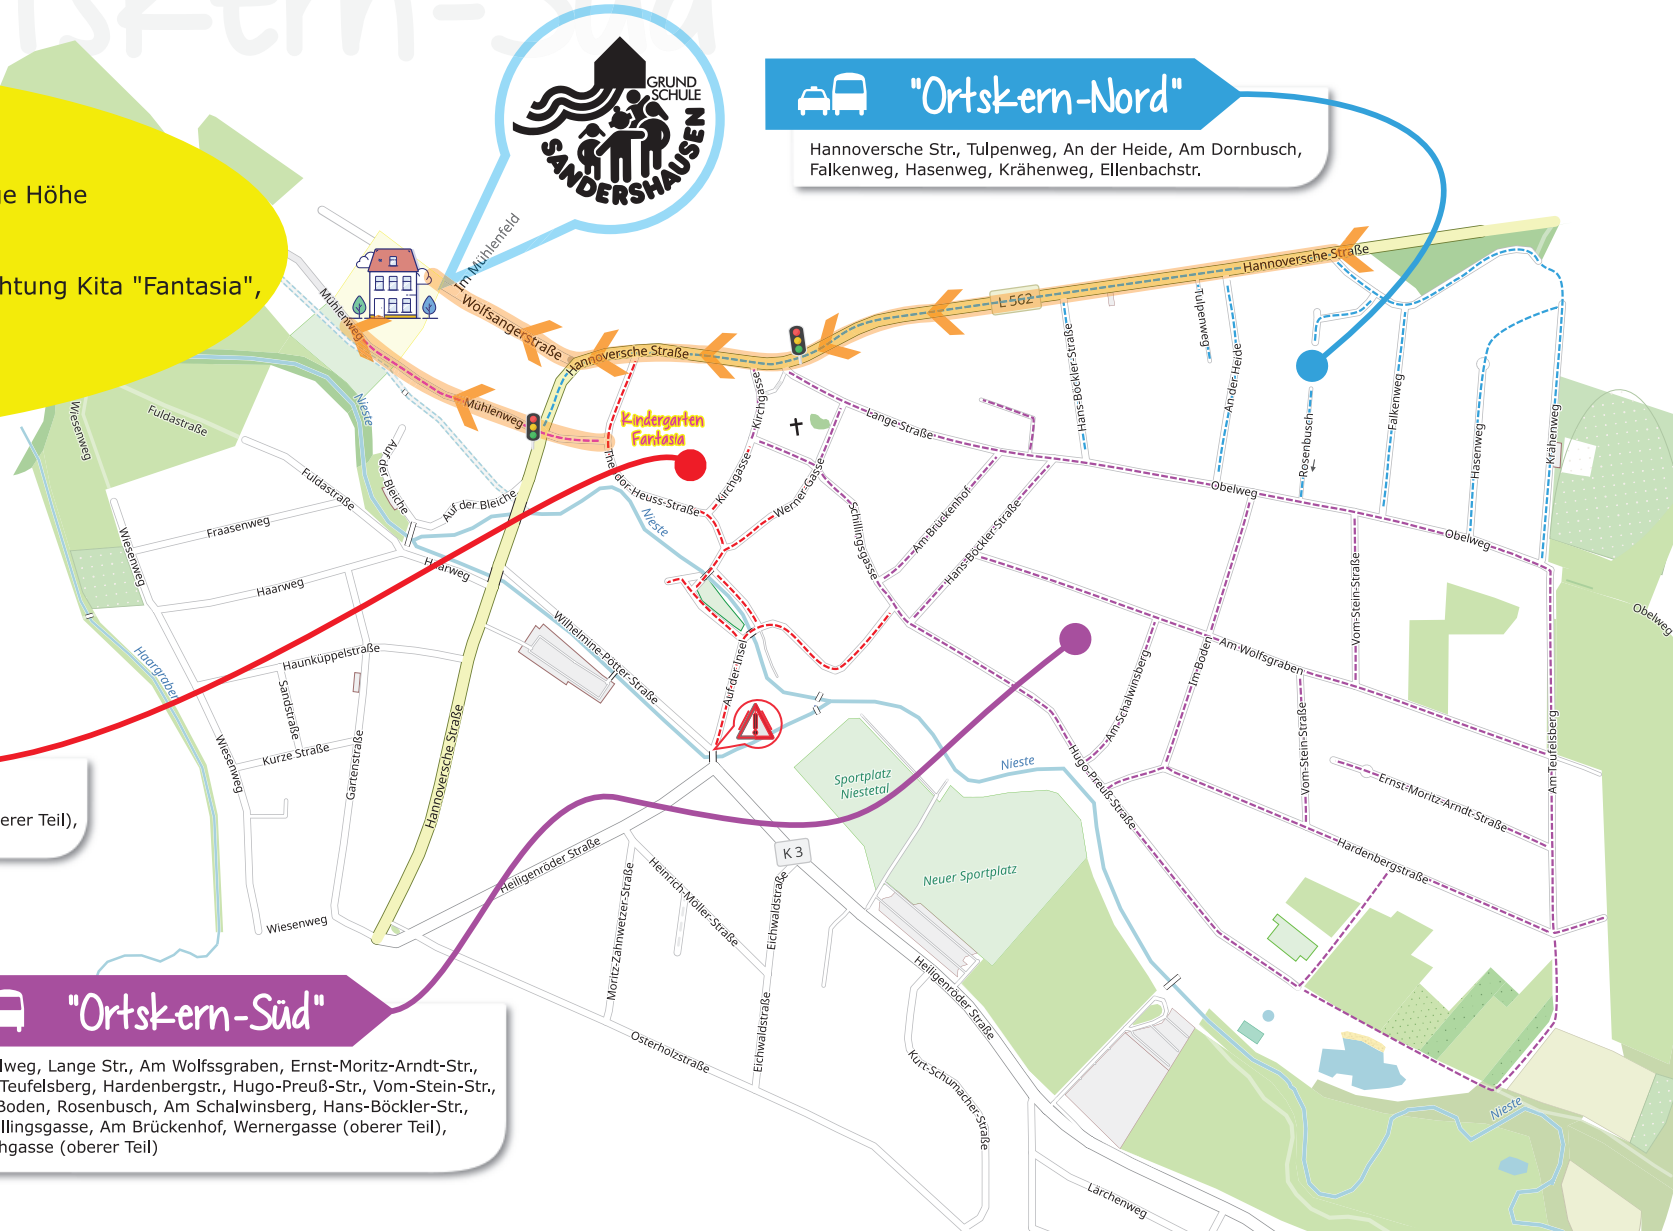 GRUND
SCHULE
SANDERSHAUSEN
"Ortskern-Nord"
Hannoversche Str., Tulpenweg, An der Heide, Am Dornbusch,
Falkenweg, Hasenweg, Krähenweg, Ellenbachstr.
ge Höhe
htung Kita "Fantasia",
Im Mühlenfeld
Wolfsangerstraße
Mühlenweg
Hannoversche Straße
L 562
Hannoversche Straße
Mühlenweg
Kindergarten
Fantasia
Kirchgasse
Lange Straße
Hans-Böckler-Straße
Tulpenweg
An der Heide
Rosenbusch
Falkenweg
Hasenweg
Krähenweg
Wiesenweg
Fuldastraße
Nieste
Auf der Bleiche
Fuldastraße
Auf der Bleiche
Theodor-Heuss-Straße
Kirchgasse
Werner-Gasse
Nieste
Schillingsgasse
Am Brückenhof
Hans-Böckler-Straße
Obelweg
Obelweg
Obelweg
Fraasenweg
Wiesenweg
Haarweg
Haarweg
Wilhelmine-Pötter-Straße
Haunküppelstraße
Haargraben
Sandstraße
Kurze Straße
Wiesenweg
Gartenstraße
Hannoversche Straße
Auf der Insel
Vom-Stein-Straße
Am Wolfsgraben
Im Boden
Am Schalwinsberg
Hugo-Preuß-Straße
Vom-Stein-Straße
Ernst-Moritz-Arndt-Straße
Am Teufelsberg
Hardenbergstraße
Sportplatz
Niestetal
Nieste
Neuer Sportplatz
K 3
erer Teil),
Heiligenröder Straße
Heinrich-Möller-Straße
Moritz-Zahnwetzer-Straße
Eichwaldstraße
Eichwaldstraße
Wiesenweg
Heiligenröder Straße
Osterholzstraße
Kurt-Schumacher-Straße
Lärchenweg
Nieste
"Ortskern-Süd"
lweg, Lange Str., Am Wolfssgraben, Ernst-Moritz-Arndt-Str.,
Teufelsberg, Hardenbergstr., Hugo-Preuß-Str., Vom-Stein-Str.,
Boden, Rosenbusch, Am Schalwinsberg, Hans-Böckler-Str.,
llingsgasse, Am Brückenhof, Wernergasse (oberer Teil),
hgasse (oberer Teil)